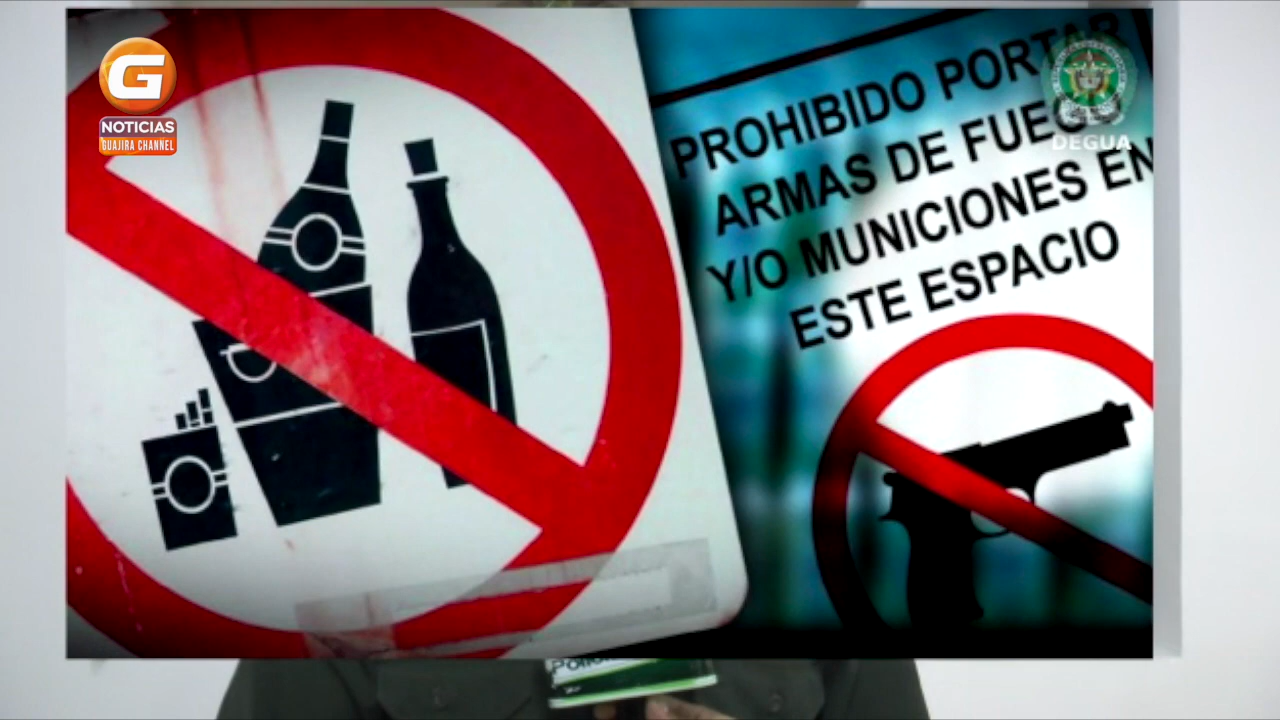 G
NOTICIAS
GUAJIRA CHANNEL
DEGUA
PROHIBIDO PORTAR
ARMAS DE FUEGO
Y/O MUNICIONES EN
ESTE ESPACIO